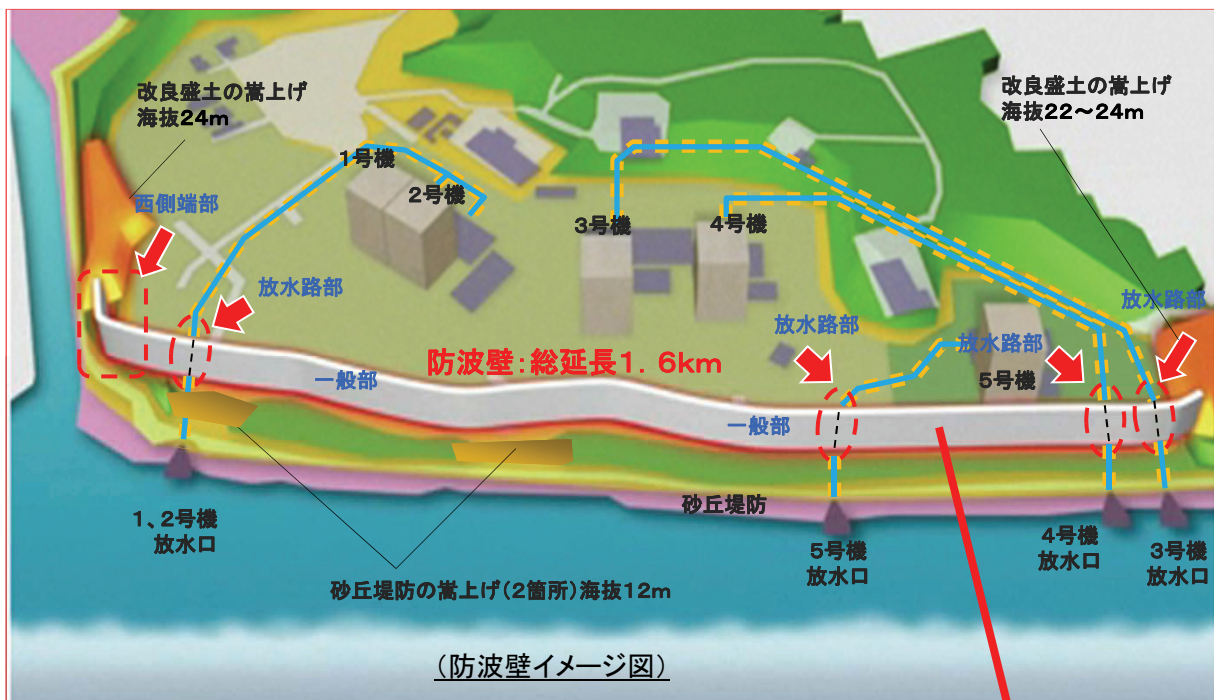 改良盛土の嵩上げ
海抜24m
改良盛土の嵩上げ
海抜22～24m
1号機
2号機
西側端部
3号機
4号機
放水路部
放水路部
放水路部
放水路部
防波壁：総延長1．6km
5号機
一般部
一般部
砂丘堤防
1、2号機
放水口
5号機
放水口
4号機
放水口
3号機
放水口
砂丘堤防の嵩上げ（2箇所）海抜12m
（防波壁イメージ図）